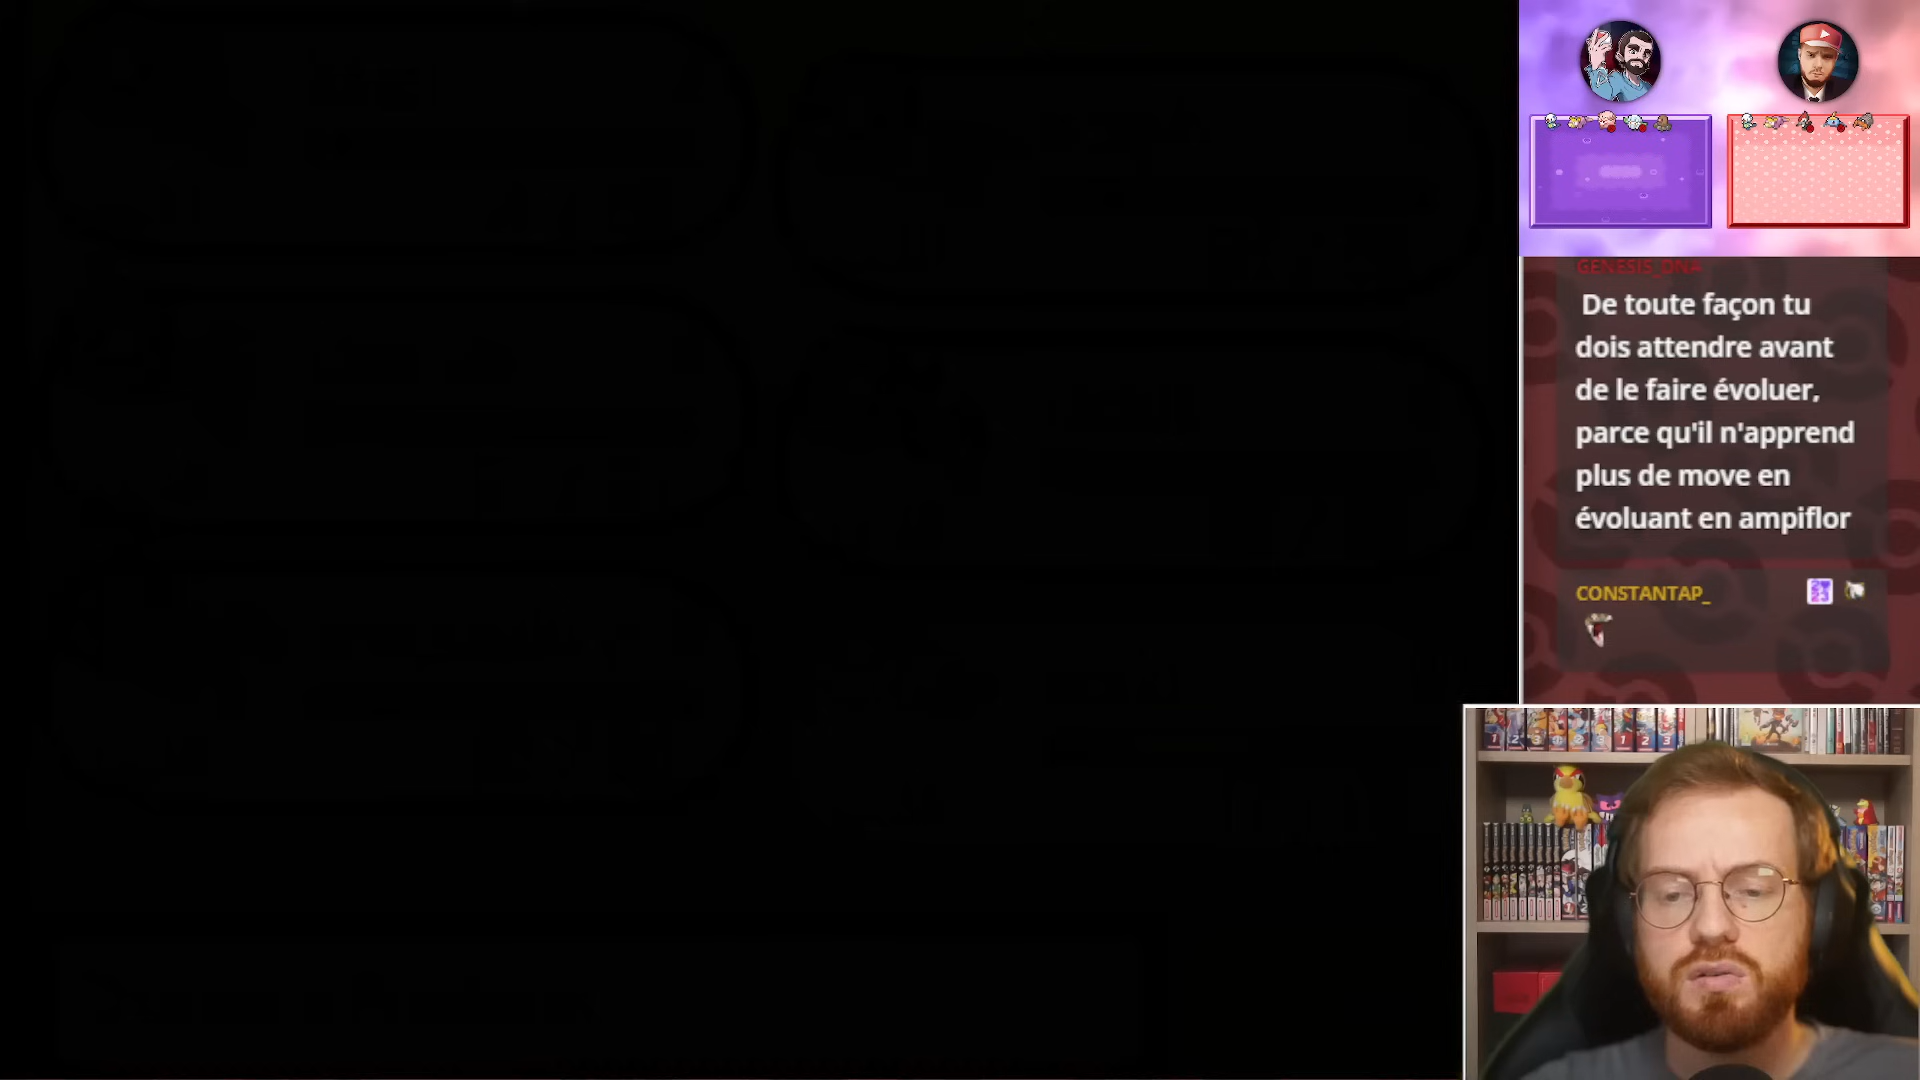 GENESIS_DNA
De toute façon tu
dois attendre avant
de le faire évoluer,
parce qu'il n'apprend
plus de move en
évoluant en ampiflor
CONSTANTAP_